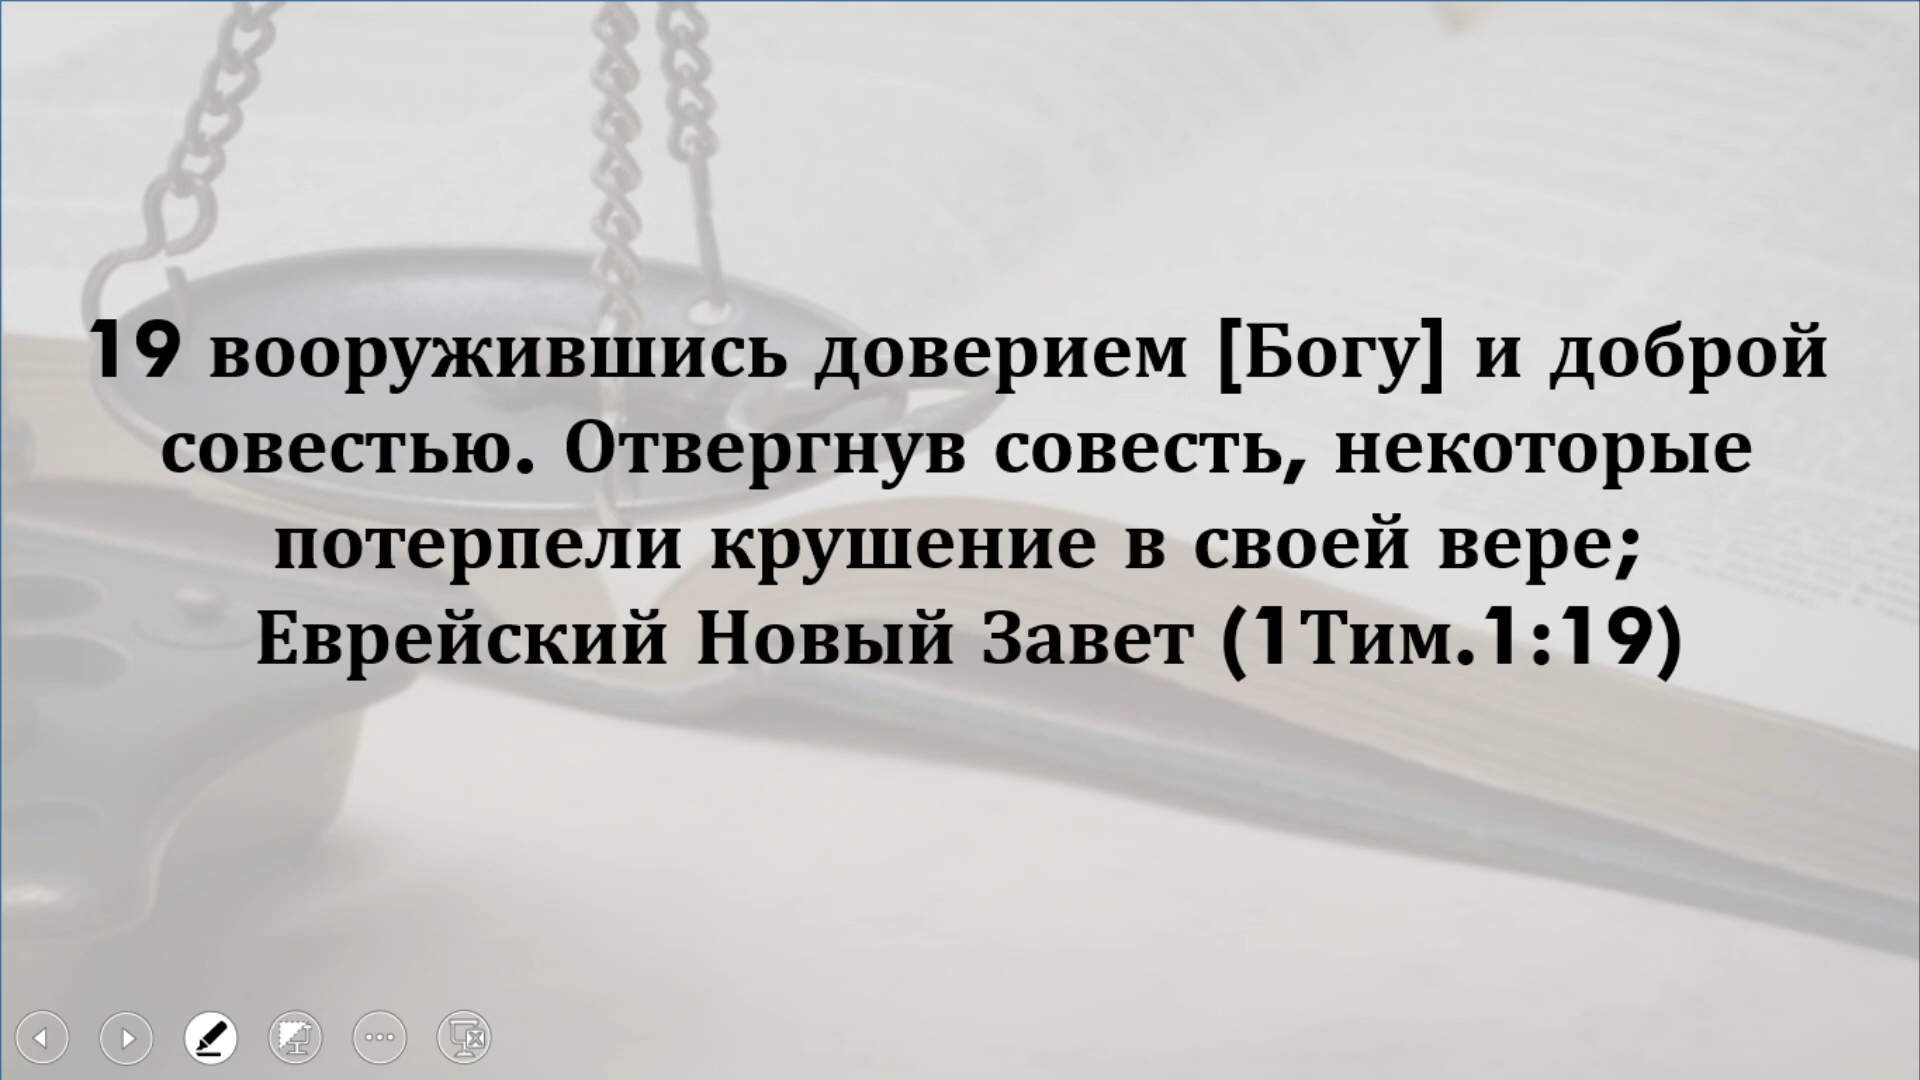 19 вооружившись доверием [Богу] и доброй
совестью. Отвергнув совесть, некоторые
потерпели крушение в своей вере;
Еврейский Новый Завет (1Тим.1:19)